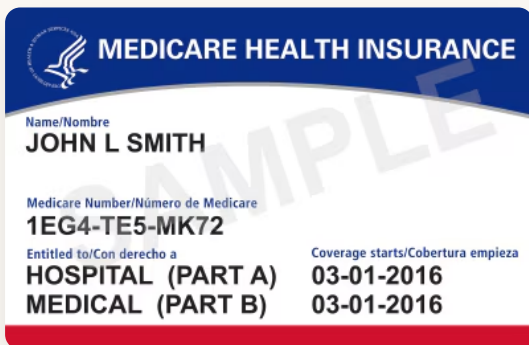 MEDICARE HEALTH INSURANCE
Name/Nombre
JOHN L SMITH
Medicare Number/Número de Medicare
1EG4-TE5-MK72
Entitled to/Con derecho a Coverage starts/Cobertura empieza
HOSPITAL (PART A) 03-01-2016
MEDICAL (PART B) 03-01-2016
SAMPLE